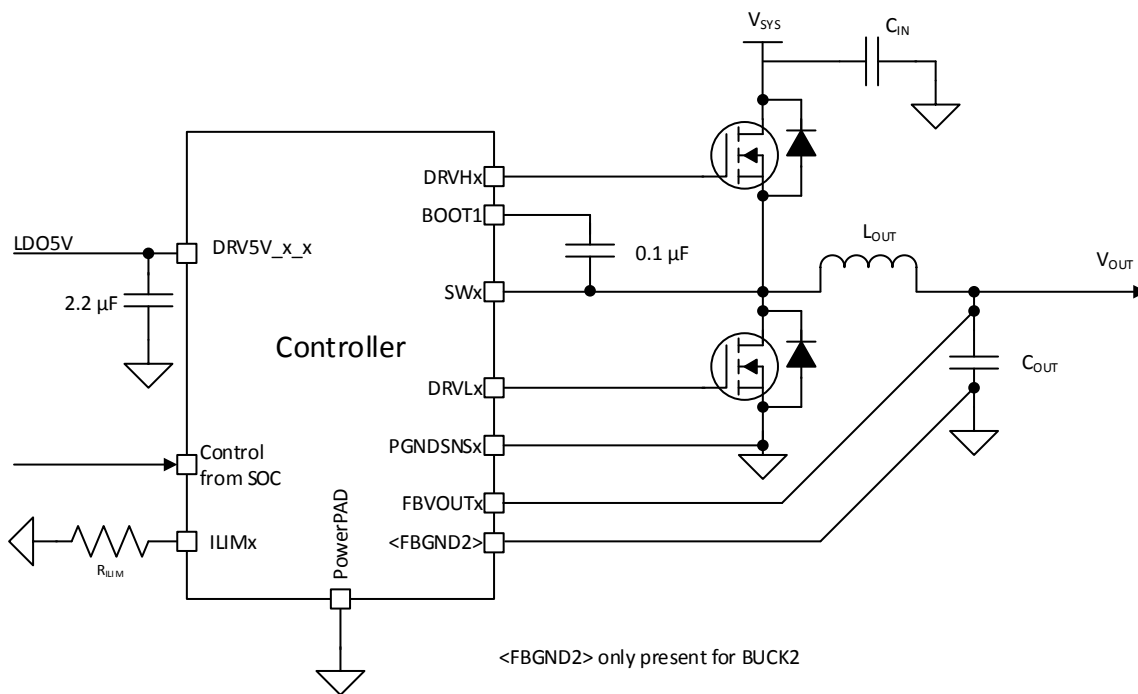 VSYS
CIN
DRVHx
BOOT1
0.1 µF
LOUT
VOUT
LDO5V
DRV5V_x_x
2.2 µF
SWx
Controller
COUT
DRVLx
PGNDSNSx
Control
from SOC
FBVOUTx
ILIMx
<FBGND2>
RILIM
PowerPAD
<FBGND2> only present for BUCK2